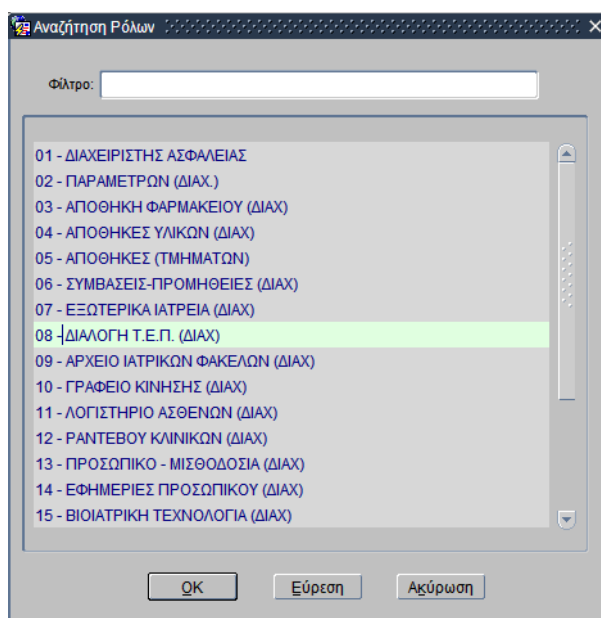 Αναζήτηση Ρόλων
Φίλτρο:
01 - ΔΙΑΧΕΙΡΙΣΤΗΣ ΑΣΦΑΛΕΙΑΣ
02 - ΠΑΡΑΜΕΤΡΩΝ (ΔΙΑΧ.)
03 - ΑΠΟΘΗΚΗ ΦΑΡΜΑΚΕΙΟΥ (ΔΙΑΧ)
04 - ΑΠΟΘΗΚΕΣ ΥΛΙΚΩΝ (ΔΙΑΧ)
05 - ΑΠΟΘΗΚΕΣ (ΤΜΗΜΑΤΩΝ)
06 - ΣΥΜΒΑΣΕΙΣ-ΠΡΟΜΗΘΕΙΕΣ (ΔΙΑΧ)
07 - ΕΞΩΤΕΡΙΚΑ ΙΑΤΡΕΙΑ (ΔΙΑΧ)
08 - ΔΙΑΛΟΓΗ Τ.Ε.Π. (ΔΙΑΧ)
09 - ΑΡΧΕΙΟ ΙΑΤΡΙΚΩΝ ΦΑΚΕΛΩΝ (ΔΙΑΧ)
10 - ΓΡΑΦΕΙΟ ΚΙΝΗΣΗΣ (ΔΙΑΧ)
11 - ΛΟΓΙΣΤΗΡΙΟ ΑΣΘΕΝΩΝ (ΔΙΑΧ)
12 - ΡΑΝΤΕΒΟΥ ΚΛΙΝΙΚΩΝ (ΔΙΑΧ)
13 - ΠΡΟΣΩΠΙΚΟ - ΜΙΣΘΟΔΟΣΙΑ (ΔΙΑΧ)
14 - ΕΦΗΜΕΡΙΕΣ ΠΡΟΣΩΠΙΚΟΥ (ΔΙΑΧ)
15 - ΒΙΟΙΑΤΡΙΚΗ ΤΕΧΝΟΛΟΓΙΑ (ΔΙΑΧ)
OK Εύρεση Ακύρωση